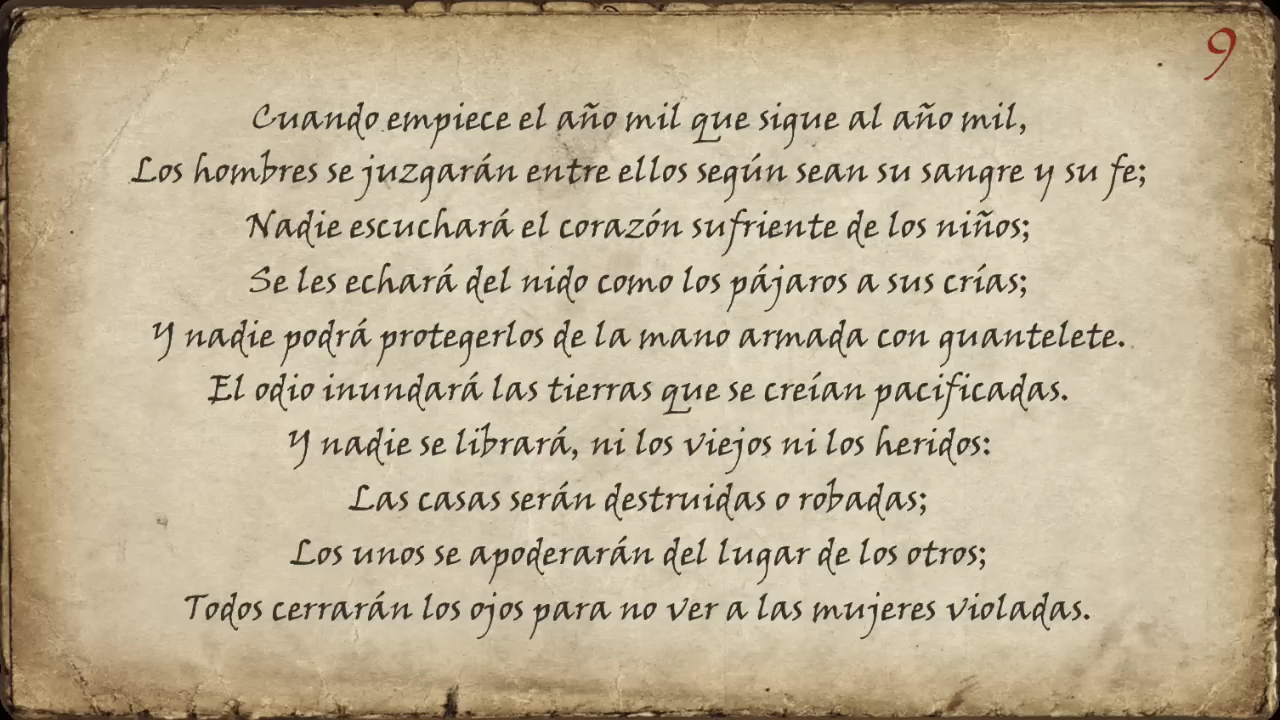 9
Cuando empiece el año mil que sigue al año mil,
Los hombres se juzgarán entre ellos según sean su sangre y su fe;
Nadie escuchará el corazón sufriente de los niños;
Se les echará del nido como los pájaros a sus crías;
Y nadie podrá protegerlos de la mano armada con guantelete.
El odio inundará las tierras que se creían pacificadas.
Y nadie se librará, ni los viejos ni los heridos:
Las casas serán destruidas o robadas;
Los unos se apoderarán del lugar de los otros;
Todos cerrarán los ojos para no ver a las mujeres violadas.